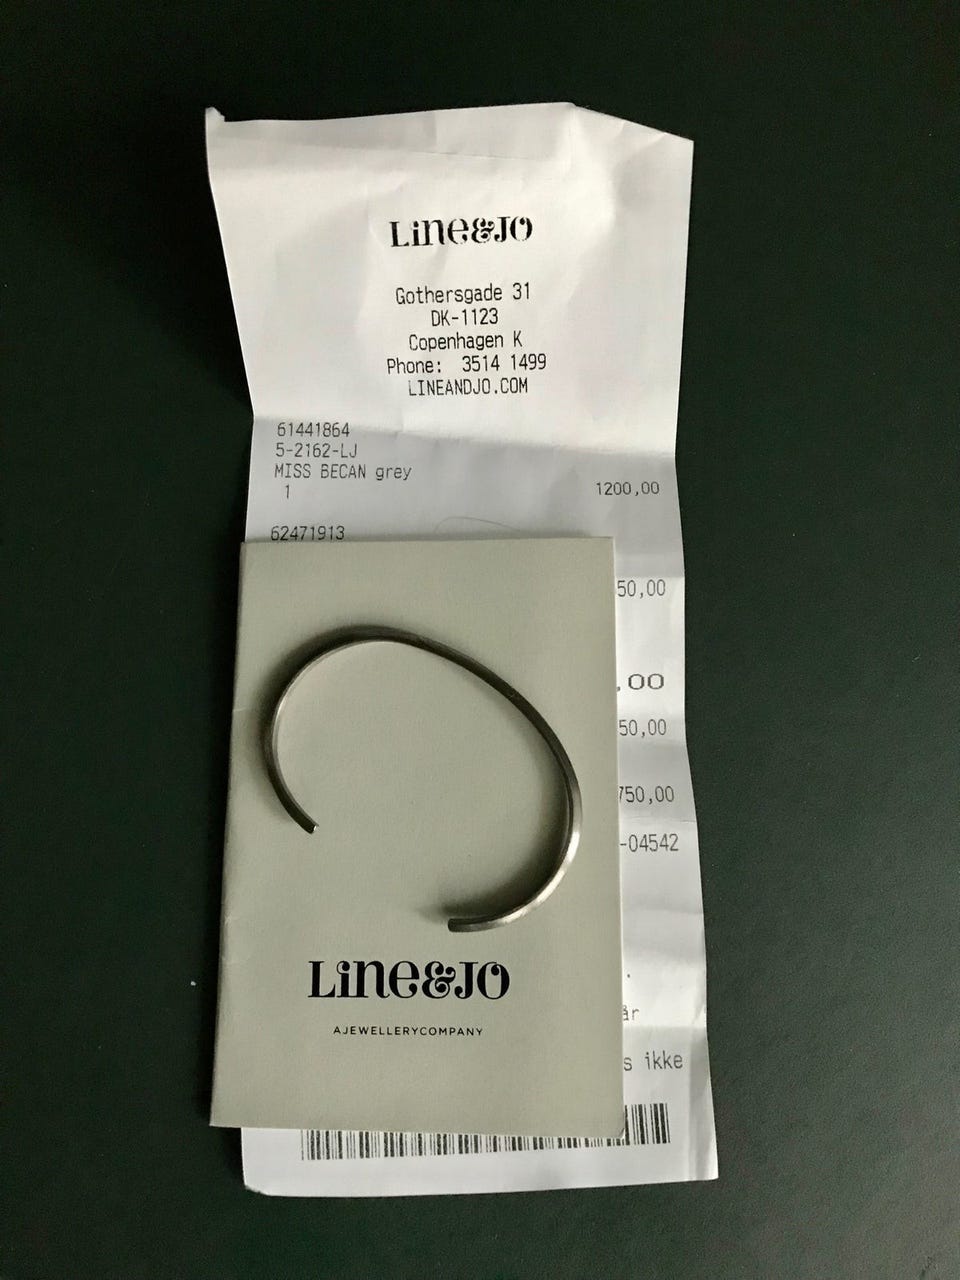 Line&Jo
Gothersgade 31
DK-1123
Copenhagen K
Phone: 3514 1499
LINEANDJO.COM
61441864
5-2162-LJ
MISS BECAN grey
1 1200,00
62471913
50,00
,00
50,00
750,00
-04542
.
år
s ikke
Line&Jo
AJEWELLERYCOMPANY